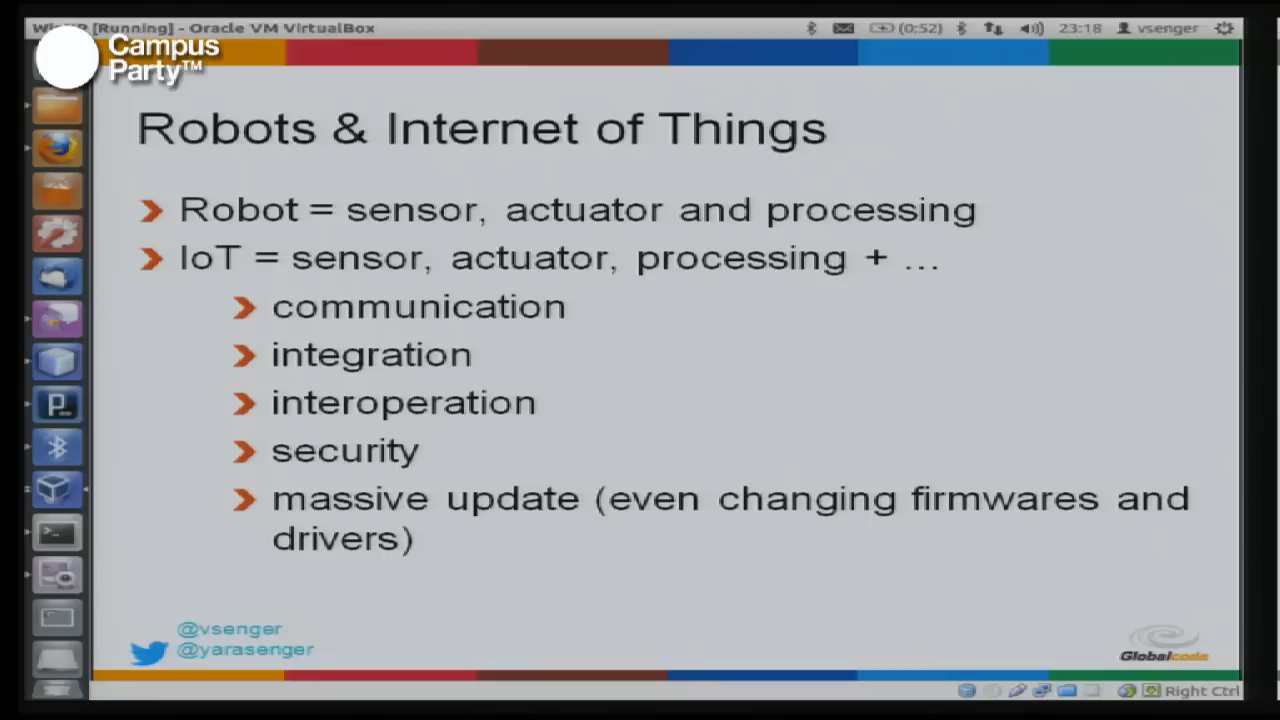 WinXP [Running] - Oracle VM VirtualBox
(0:52)
23:18
vsenger
Campus
Party™
Robots & Internet of Things
Robot = sensor, actuator and processing
IoT = sensor, actuator, processing + ...
communication
integration
interoperation
security
massive update (even changing firmwares and
drivers)
@vsenger
@yarasenger
Globalcode
Right Ctrl